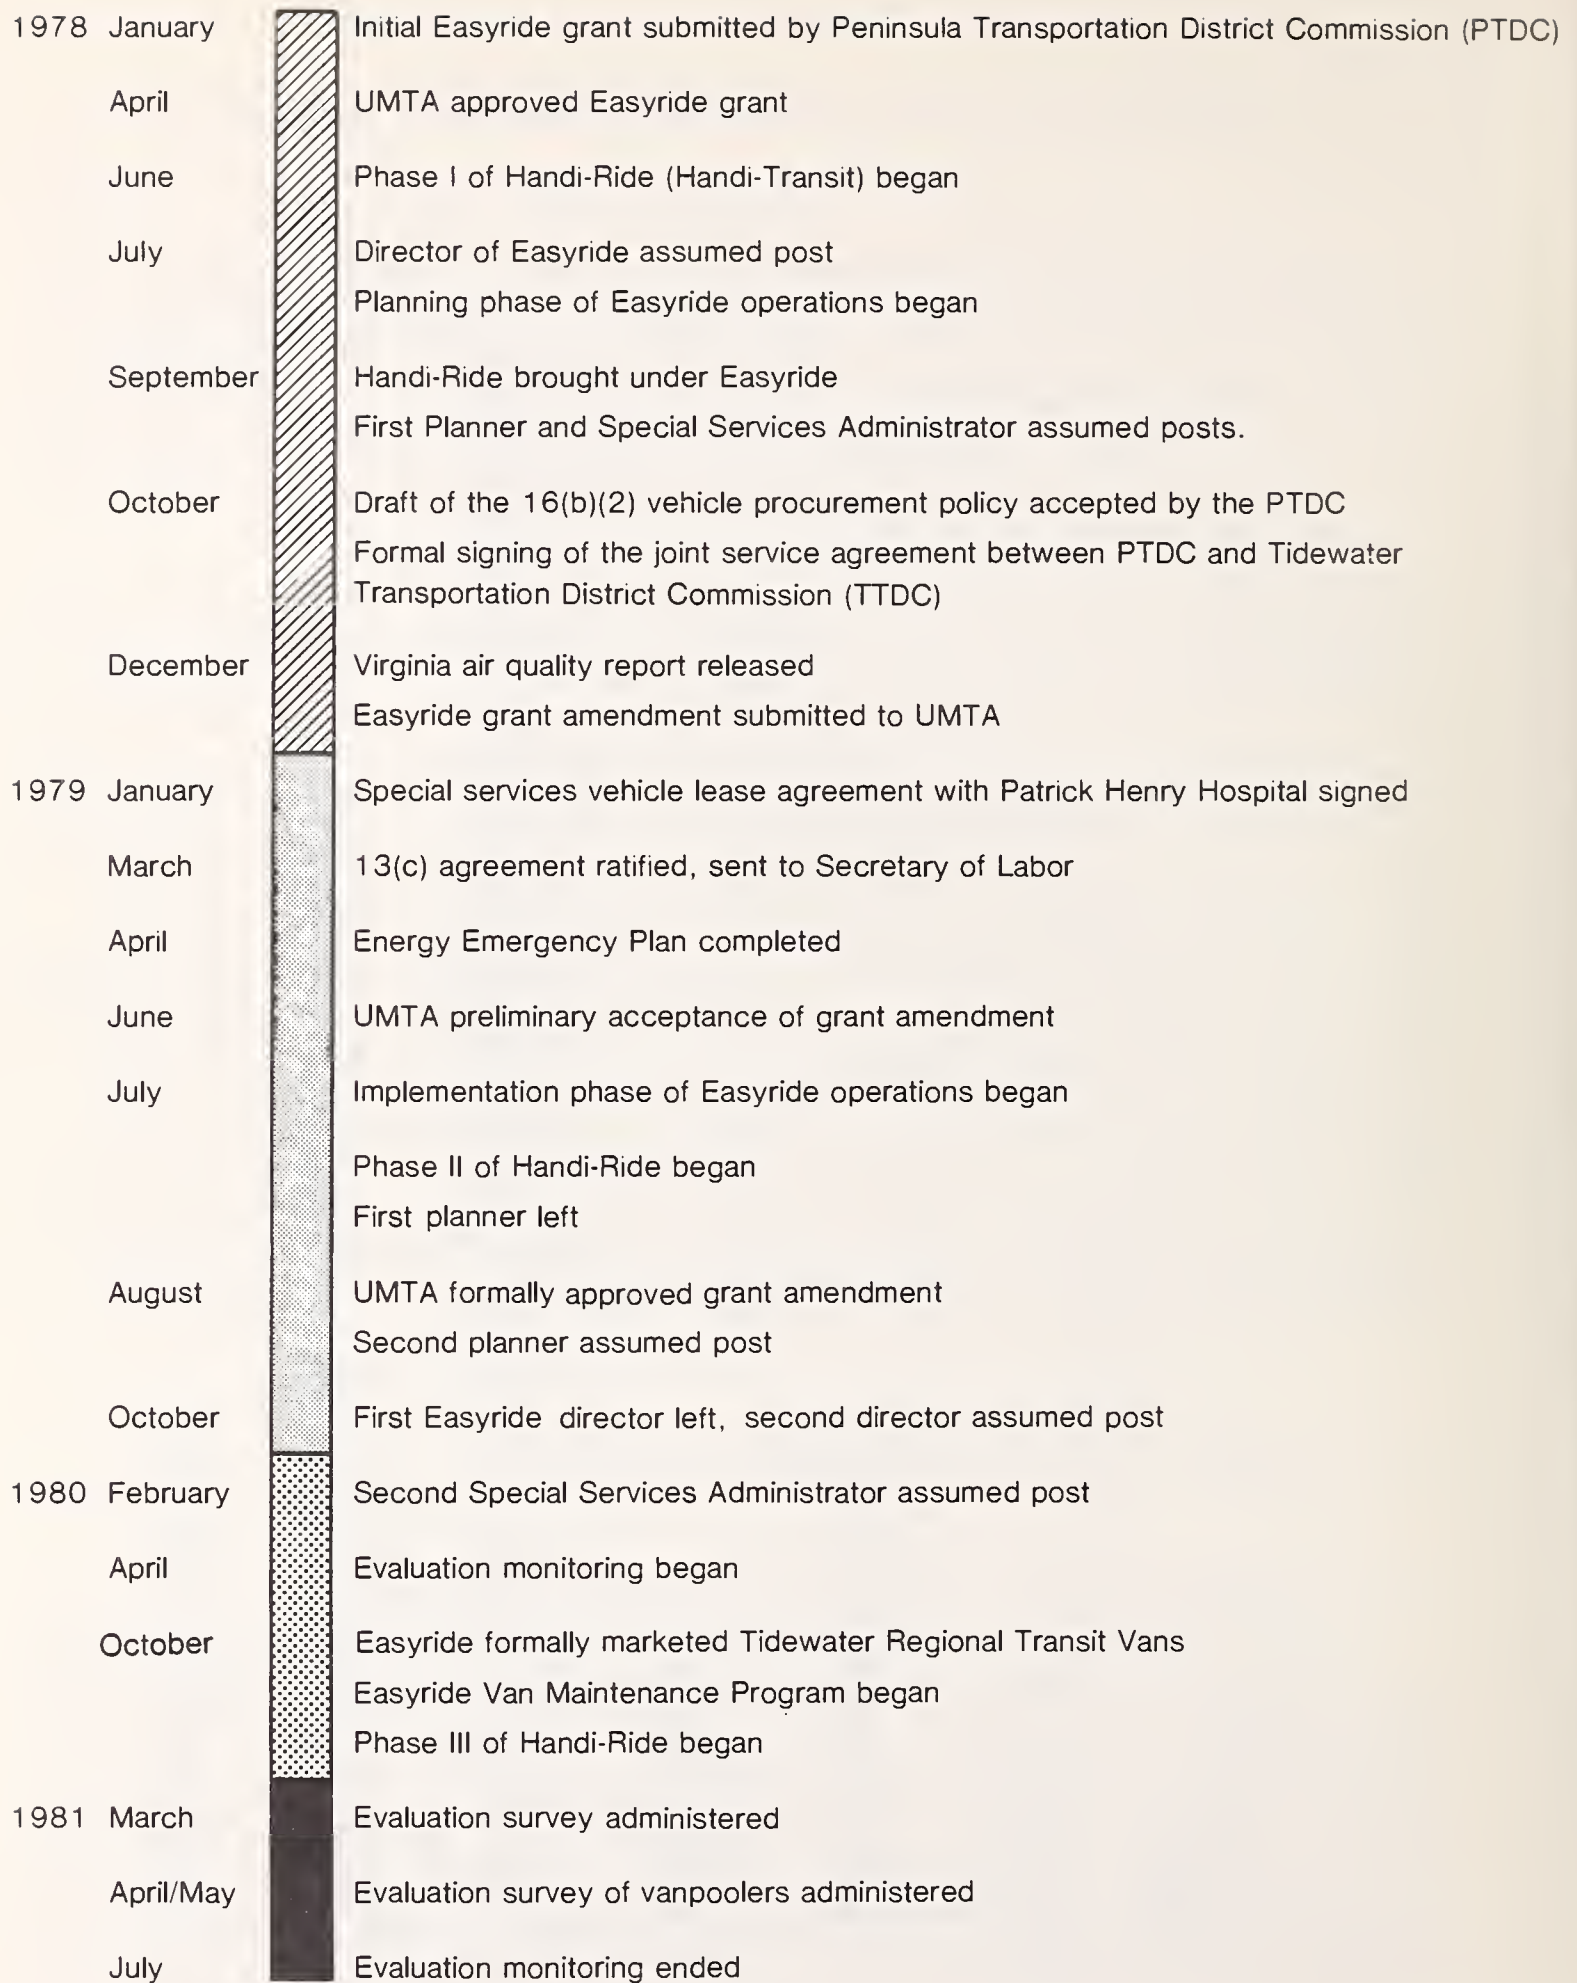 1978 January Initial Easyride grant submitted by Peninsula Transportation District Commission (PTDC)
April UMTA approved Easyride grant
June Phase I of Handi-Ride (Handi-Transit) began
July Director of Easyride assumed post
Planning phase of Easyride operations began
September Handi-Ride brought under Easyride
First Planner and Special Services Administrator assumed posts.
October Draft of the 16(b)(2) vehicle procurement policy accepted by the PTDC
Formal signing of the joint service agreement between PTDC and Tidewater
Transportation District Commission (TTDC)
December Virginia air quality report released
Easyride grant amendment submitted to UMTA
1979 January Special services vehicle lease agreement with Patrick Henry Hospital signed
March 13(c) agreement ratified, sent to Secretary of Labor
April Energy Emergency Plan completed
June UMTA preliminary acceptance of grant amendment
July Implementation phase of Easyride operations began
Phase II of Handi-Ride began
First planner left
August UMTA formally approved grant amendment
Second planner assumed post
October First Easyride director left, second director assumed post
1980 February Second Special Services Administrator assumed post
April Evaluation monitoring began
October Easyride formally marketed Tidewater Regional Transit Vans
Easyride Van Maintenance Program began
Phase III of Handi-Ride began
1981 March Evaluation survey administered
April/May Evaluation survey of vanpoolers administered
July Evaluation monitoring ended